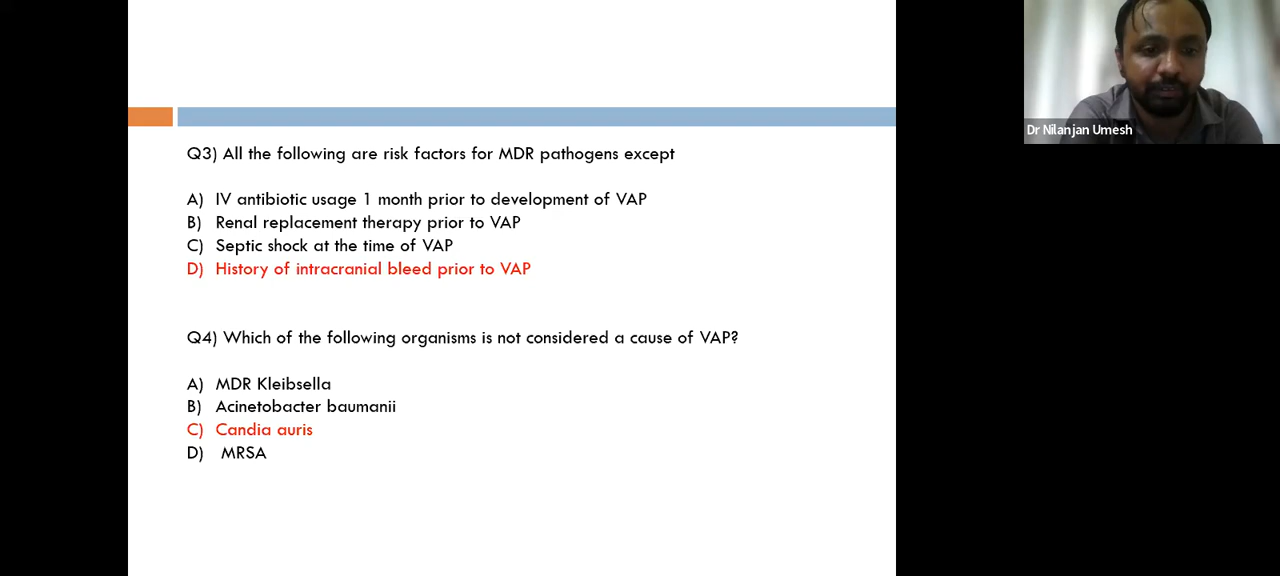 Dr Nilanjan Umesh
Q3) All the following are risk factors for MDR pathogens except
A) IV antibiotic usage 1 month prior to development of VAP
B) Renal replacement therapy prior to VAP
C) Septic shock at the time of VAP
D) History of intracranial bleed prior to VAP
Q4) Which of the following organisms is not considered a cause of VAP?
A) MDR Kleibsella
B) Acinetobacter baumanii
C) Candia auris
D) MRSA